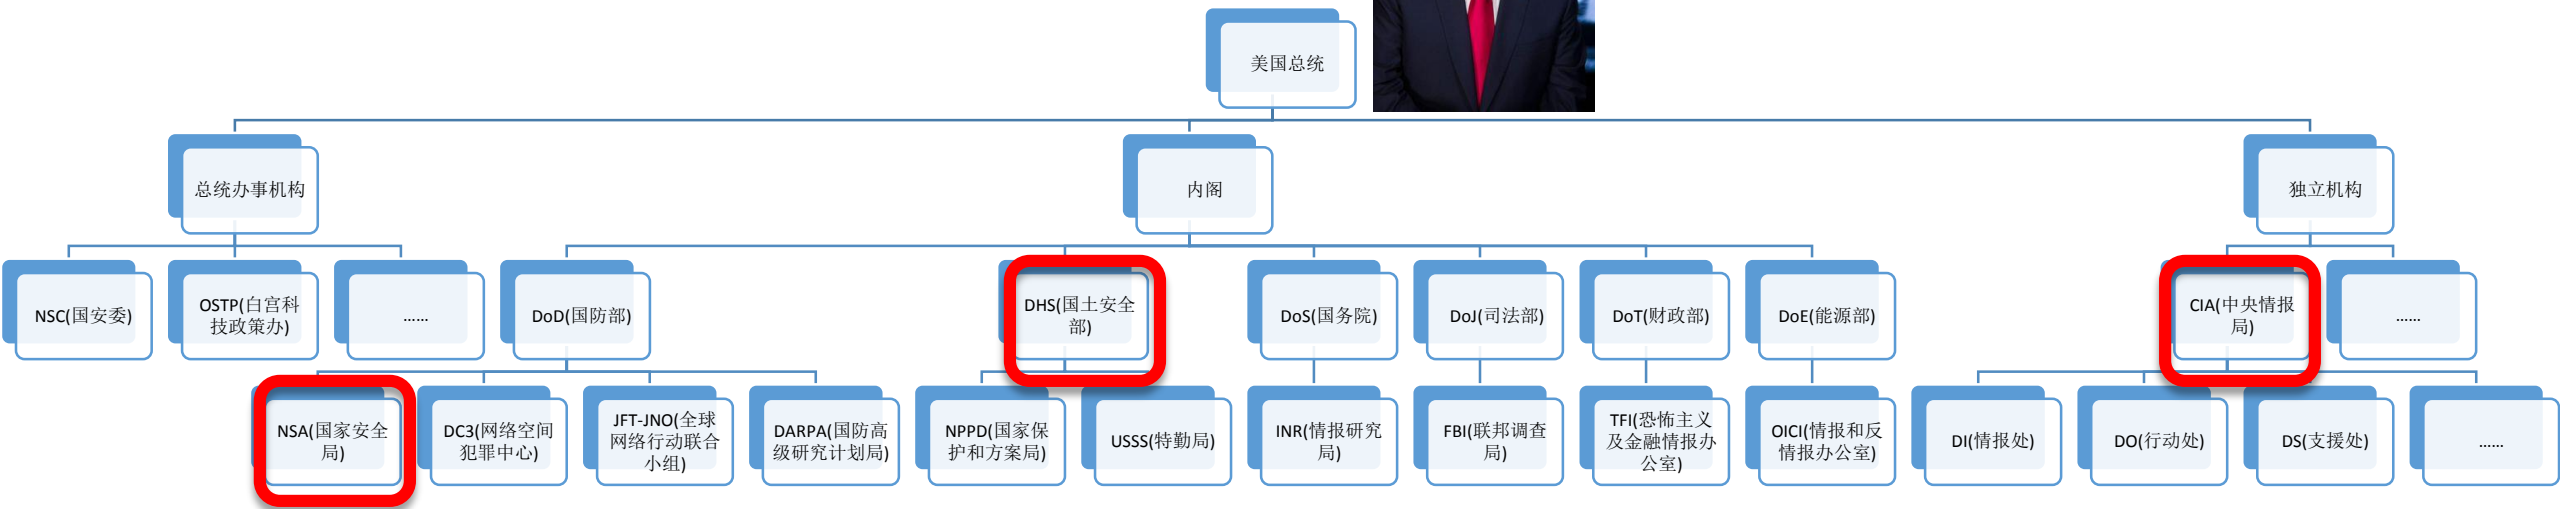 美国总统
总统办事机构
内阁
独立机构
NSC(国安委)
OSTP(白宫科
技政策办)
......
DoD(国防部)
DHS(国土安全
部)
DoS(国务院)
DoJ(司法部)
DoT(财政部)
DoE(能源部)
CIA(中央情报
局)
......
NSA(国家安全
局)
DC3(网络空间
犯罪中心)
JFT-JNO(全球
网络行动联合
小组)
DARPA(国防高
级研究计划局)
NPPD(国家保
护和方案局)
USSS(特勤局)
INR(情报研究
局)
FBI(联邦调查
局)
TFI(恐怖主义
及金融情报办
公室)
OICI(情报和反
情报办公室)
DI(情报处)
DO(行动处)
DS(支援处)
......